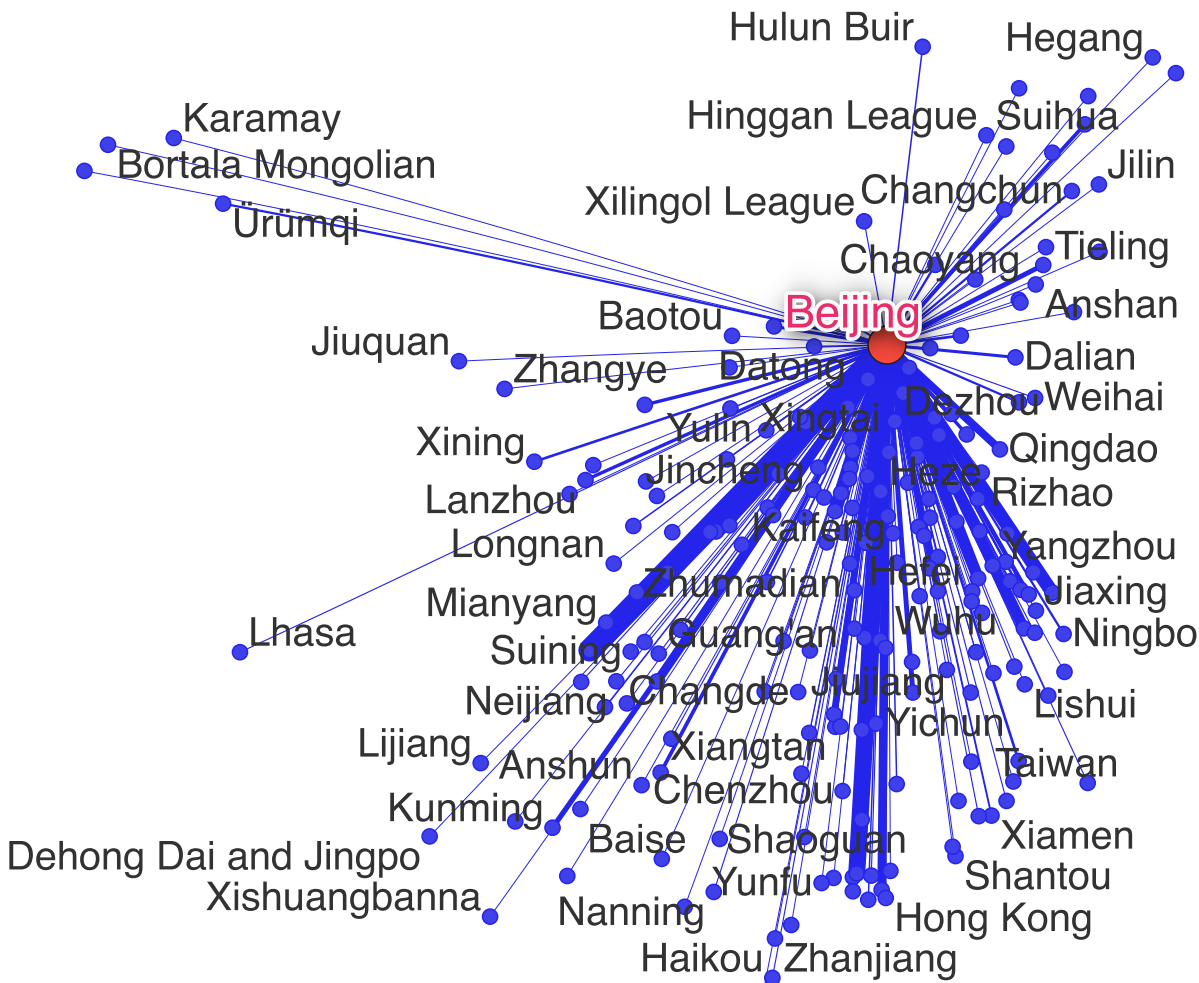 Hulun Buir
Hegang
Karamay
Hinggan League
Suihua
Bortala Mongolian
Jilin
Xilingol League
Changchun
Ürümqi
Tieling
Chaoyang
Anshan
Beijing
Baotou
Jiuquan
Dalian
Zhangye
Datong
Weihai
Dezhou
Xingtai
Yulin
Xining
Qingdao
Jincheng
Heze
Rizhao
Lanzhou
Kaifeng
Longnan
Yangzhou
Hefei
Zhumadian
Jiaxing
Mianyang
Wuhu
Lhasa
Guang'an
Ningbo
Suining
Jiujiang
Changde
Neijiang
Lishui
Yichun
Lijiang
Xiangtan
Anshun
Taiwan
Chenzhou
Kunming
Baise
Shaoguan
Xiamen
Dehong Dai and Jingpo
Shantou
Yunfu
Xishuangbanna
Nanning
Hong Kong
Haikou
Zhanjiang